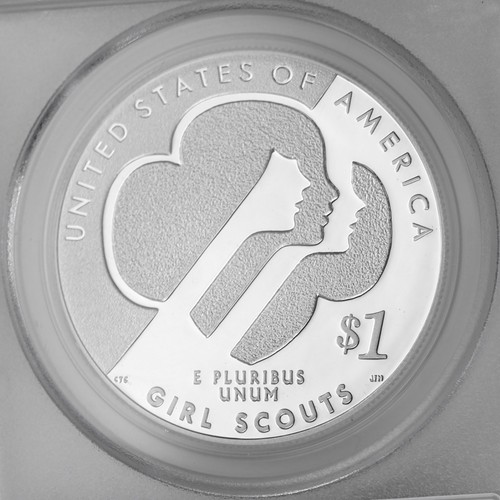 UNITED STATES OF AMERICA
$1
E PLURIBUS
UNUM
GIRL SCOUTS